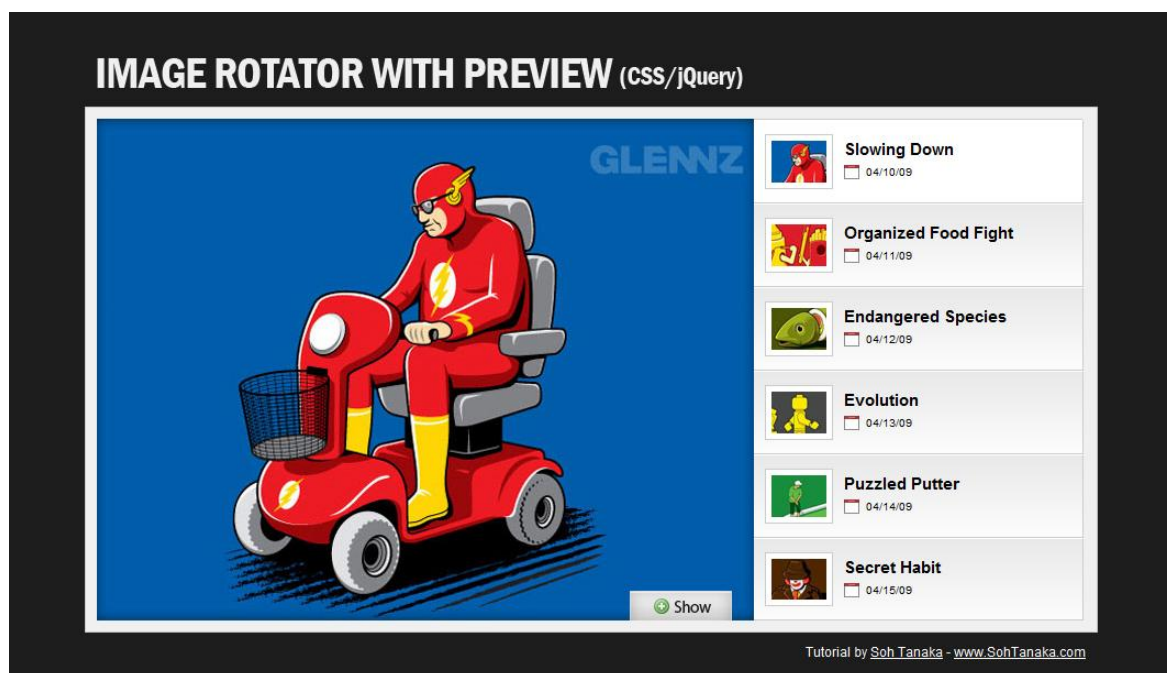 IMAGE ROTATOR WITH PREVIEW (CSS/jQuery)
GLENNZ
Slowing Down
04/10/09
Organized Food Fight
04/11/09
Endangered Species
04/12/09
Evolution
04/13/09
Puzzled Putter
04/14/09
Secret Habit
04/15/09
Show
Tutorial by Soh Tanaka - www.SohTanaka.com